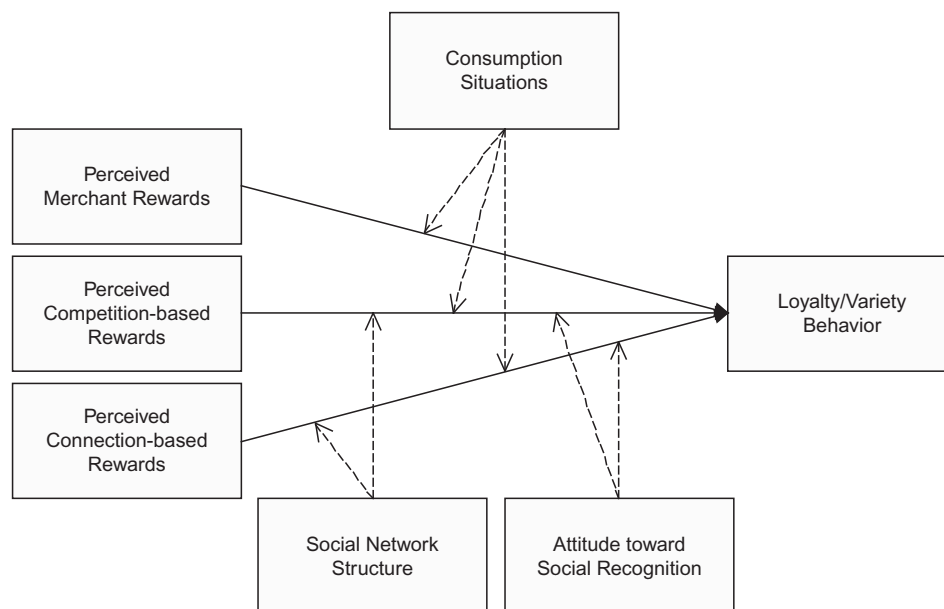 Consumption
Situations
Perceived
Merchant Rewards
Perceived
Competition-based
Rewards
Loyalty/Variety
Behavior
Perceived
Connection-based
Rewards
Social Network
Structure
Attitude toward
Social Recognition